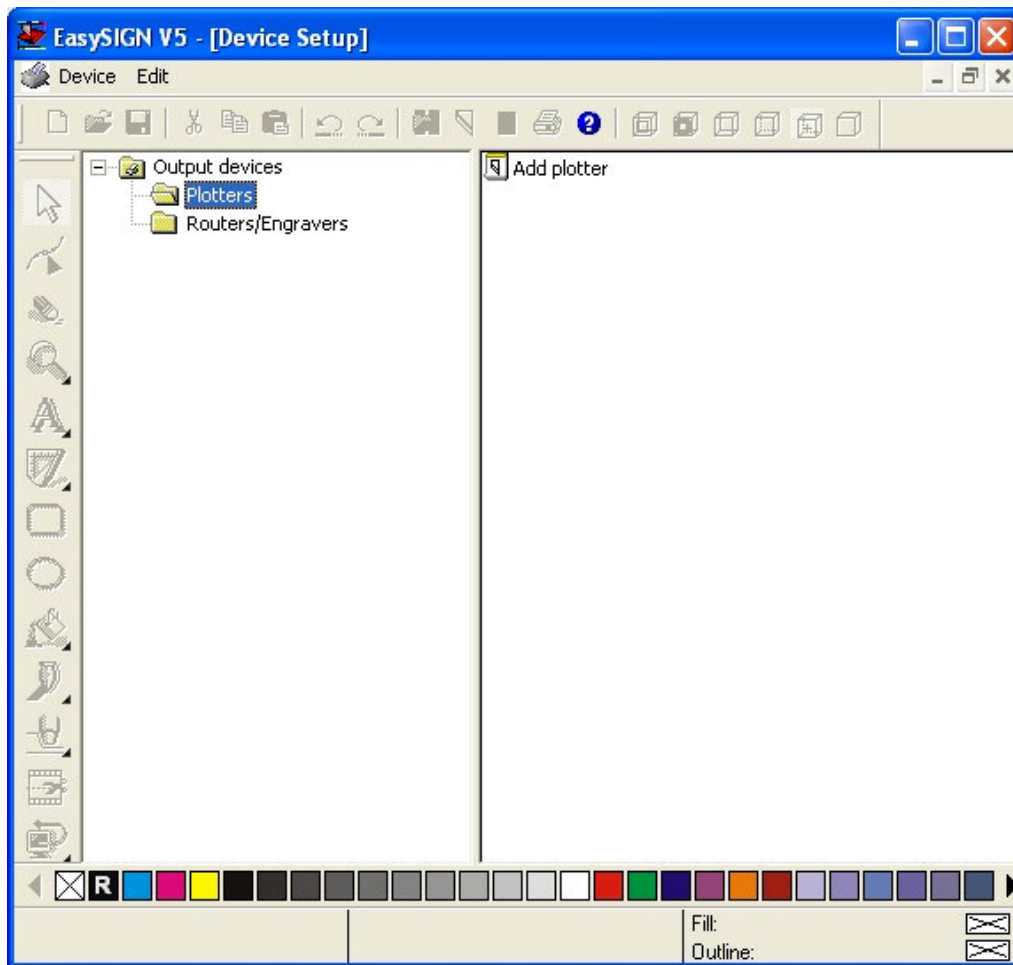 EasySIGN V5 - [Device Setup]
Device Edit
Output devices
Plotters
Routers/Engravers
Add plotter
R
Fill:
Outline: